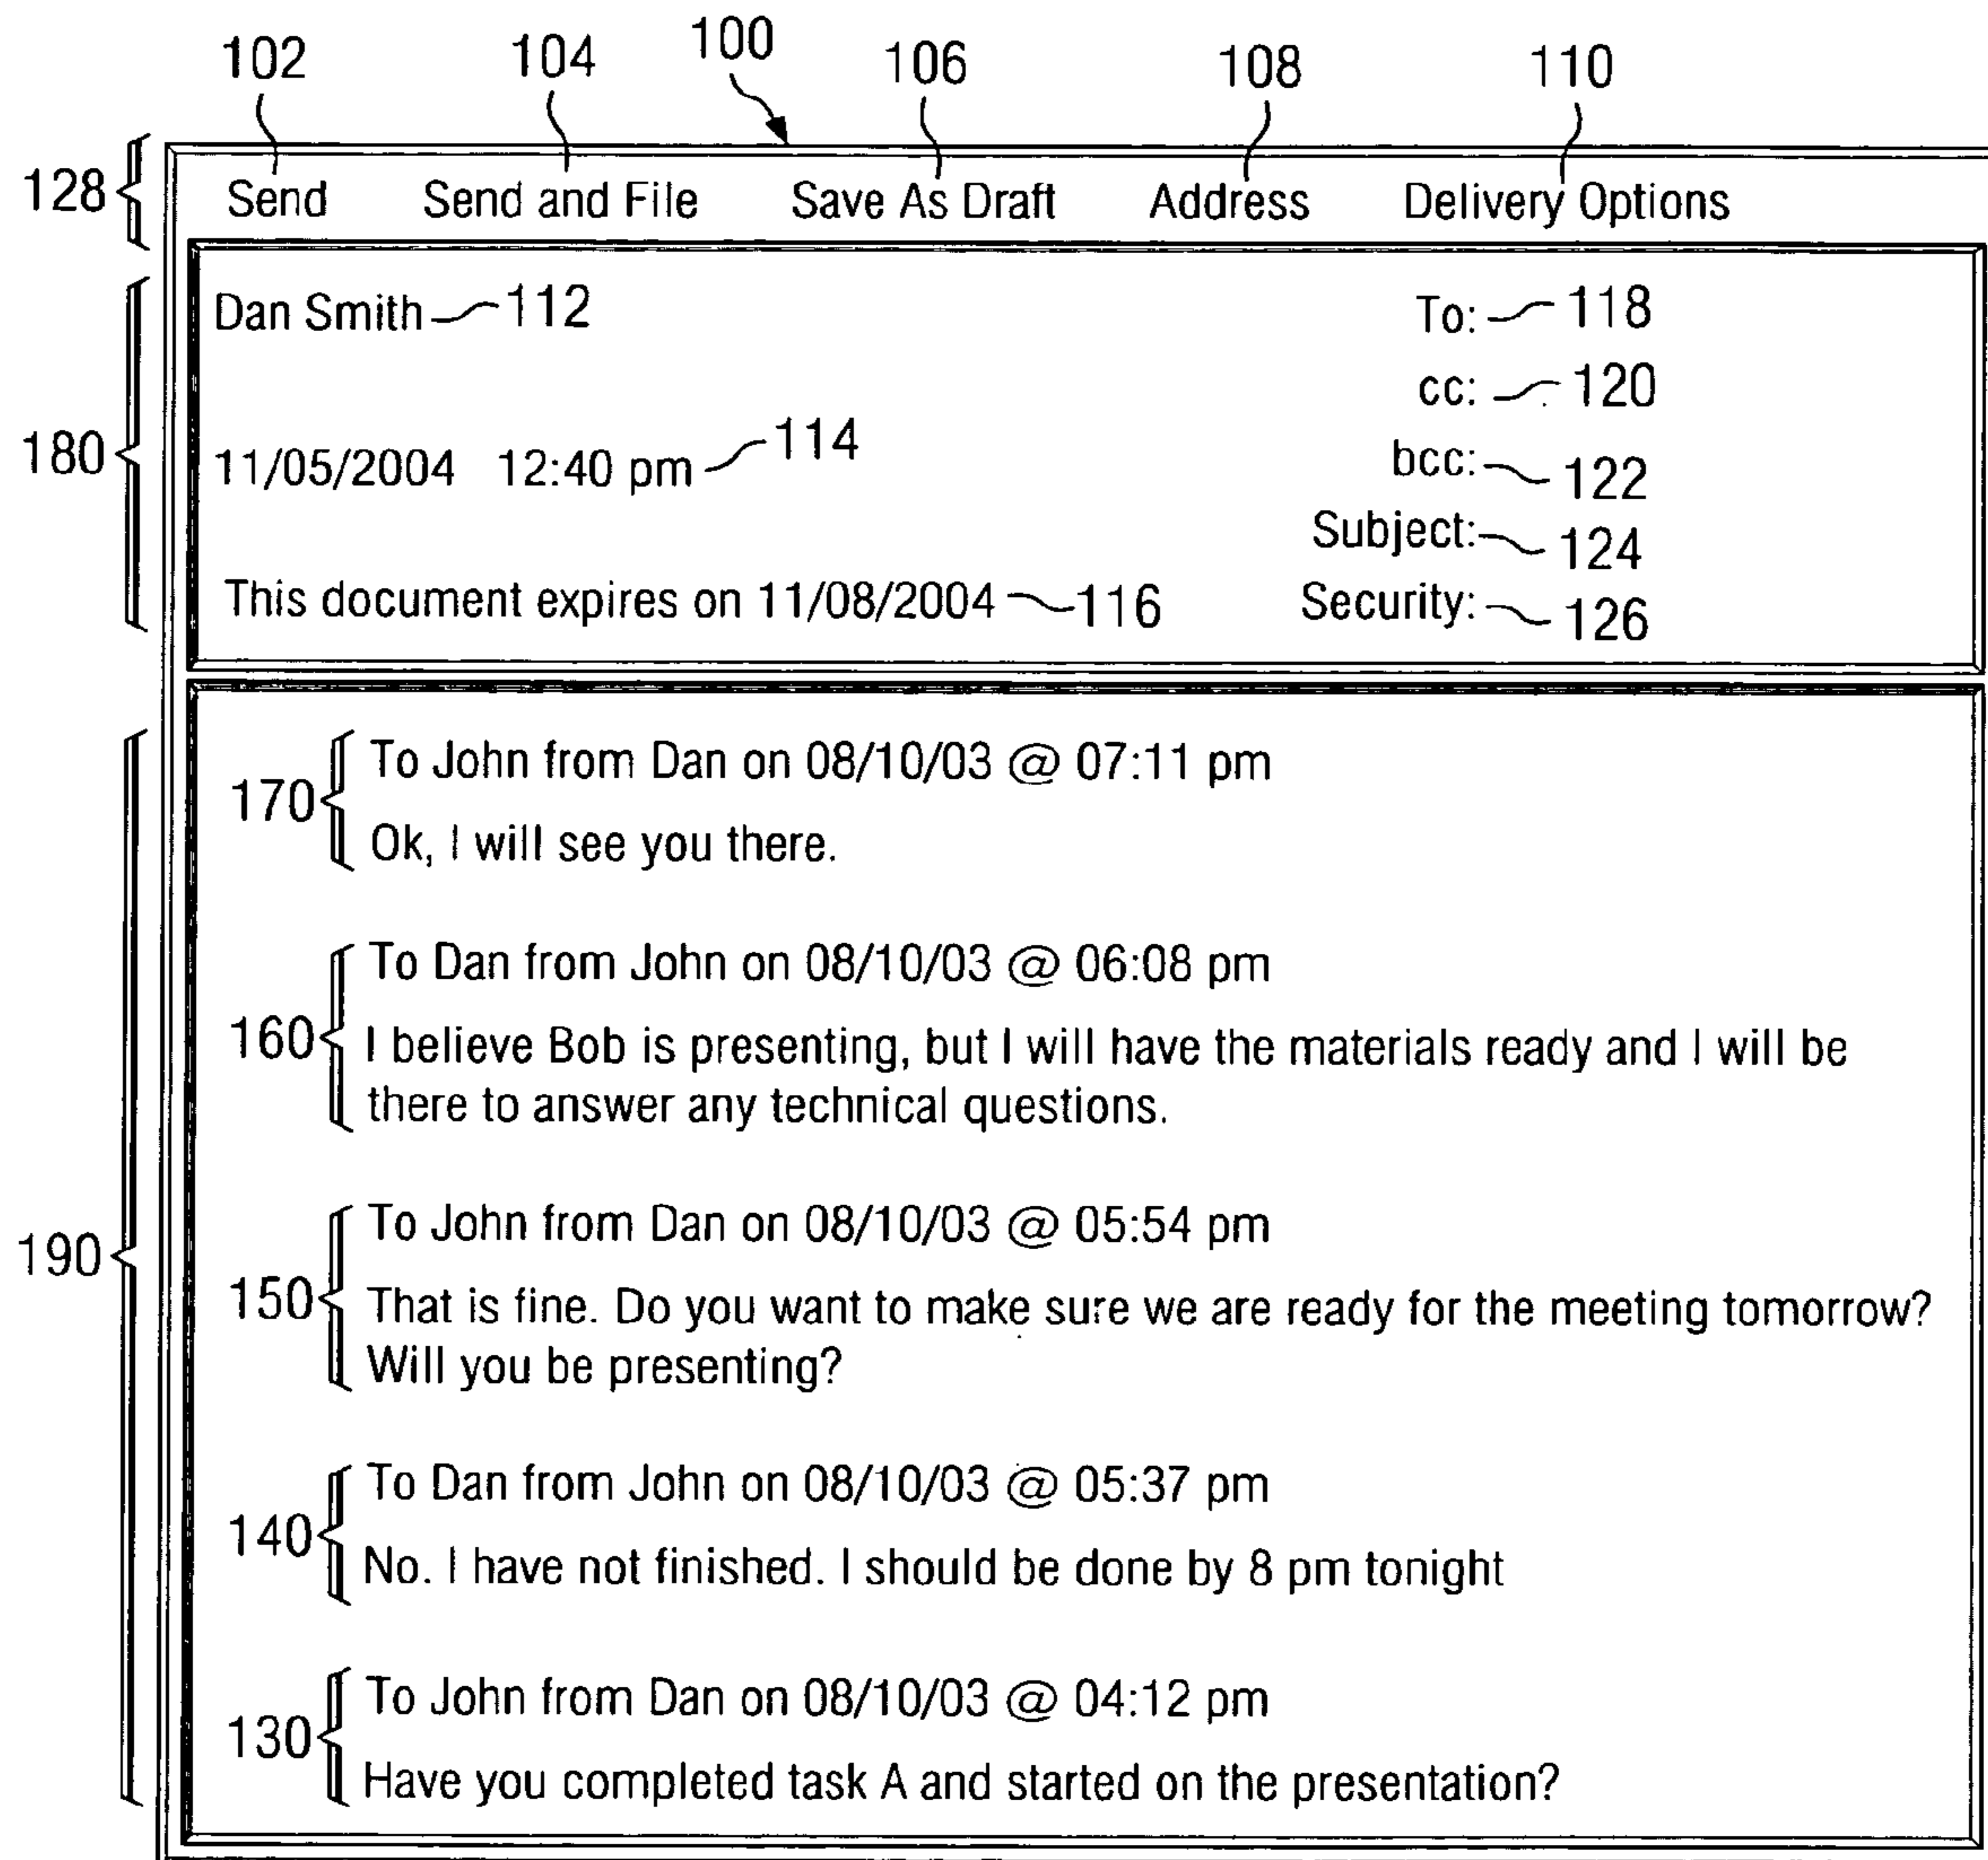 102 104 100 106 108 110
128 Send Send and File Save As Draft Address Delivery Options
Dan Smith 112 To: 118
cc: 120
180 11/05/2004 12:40 pm 114 bcc: 122
Subject: 124
This document expires on 11/08/2004 116 Security: 126
170 To John from Dan on 08/10/03 @ 07:11 pm
Ok, I will see you there.
To Dan from John on 08/10/03 @ 06:08 pm
160 I believe Bob is presenting, but I will have the materials ready and I will be
there to answer any technical questions.
190 To John from Dan on 08/10/03 @ 05:54 pm
150 That is fine. Do you want to make sure we are ready for the meeting tomorrow?
Will you be presenting?
To Dan from John on 08/10/03 @ 05:37 pm
140 No. I have not finished. I should be done by 8 pm tonight
To John from Dan on 08/10/03 @ 04:12 pm
130 Have you completed task A and started on the presentation?